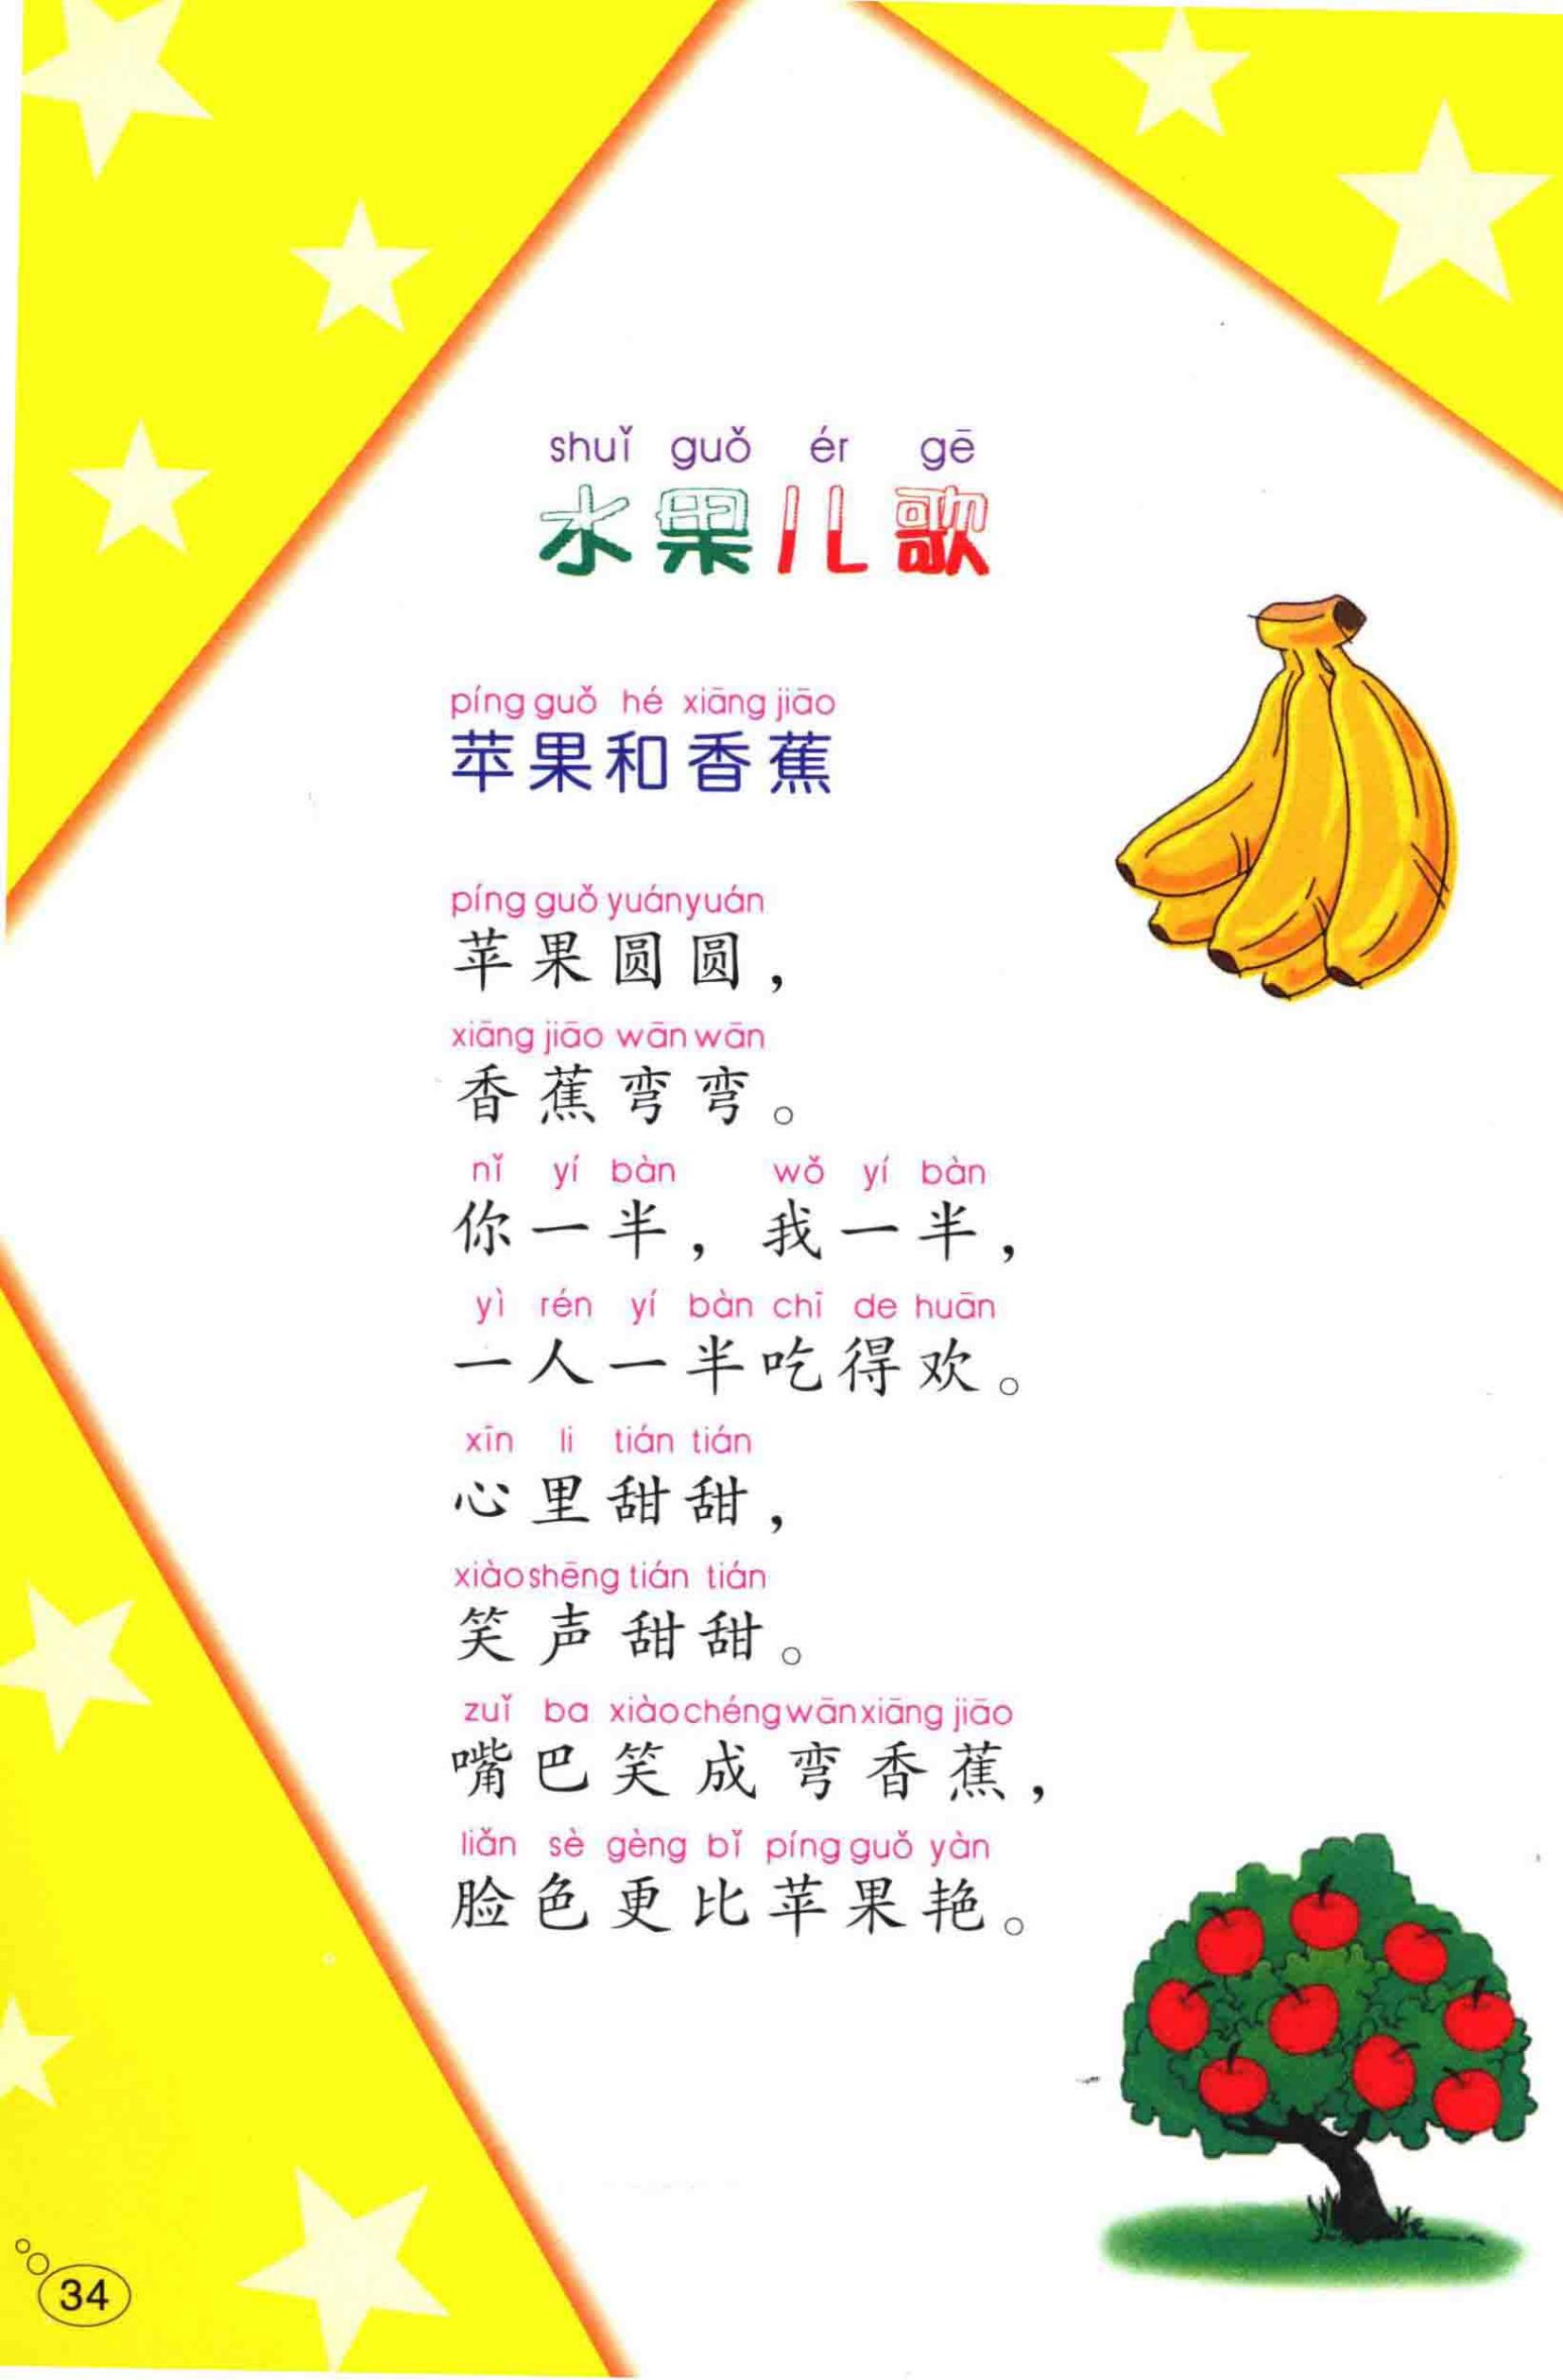 shuǐ guǒ ér gē
水果儿歌
píng guǒ hé xiāng jiāo
苹果和香蕉
píng guǒ yuán yuán
苹果圆圆，
xiāng jiāo wān wān
香蕉弯弯。
nǐ yí bàn wǒ yí bàn
你一半，我一半，
yì rén yí bàn chī de huān
一人一半吃得欢。
xīn li tián tián
心里甜甜，
xiào shēng tián tián
笑声甜甜。
zuǐ ba xiào chéng wān xiāng jiāo
嘴巴笑成弯香蕉，
liǎn sè gèng bǐ píng guǒ yàn
脸色更比苹果艳。
34